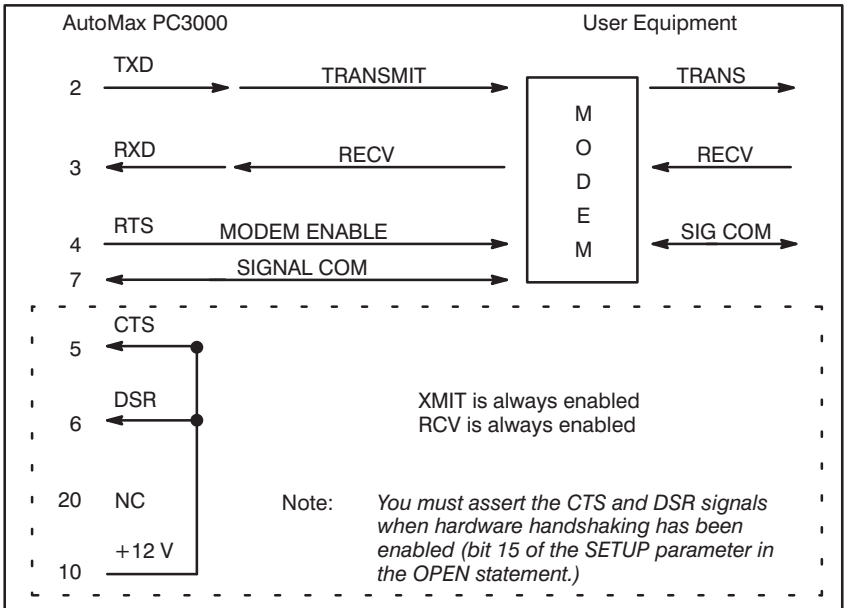 AutoMax PC3000 User Equipment
2 TXD TRANSMIT TRANS
3 RXD RECV RECV
4 RTS MODEM ENABLE SIG COM
7 SIGNAL COM
M
O
D
E
M
5 CTS
6 DSR
XMIT is always enabled
RCV is always enabled
20 NC
10 +12 V
Note: You must assert the CTS and DSR signals
when hardware handshaking has been
enabled (bit 15 of the SETUP parameter in
the OPEN statement.)